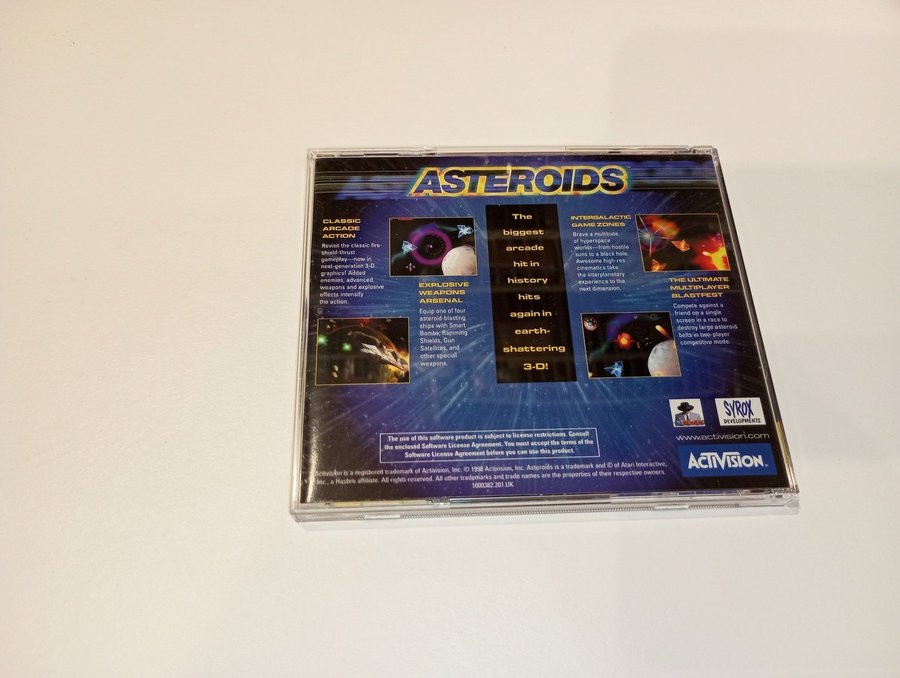 ASTEROIDS
CLASSIC
ARCADE
ACTION
Revisit the classic fire-
shield-thrust
gameplay—now in
next-generation 3-D
graphics! Added
enemies, advanced
weapons and explosive
effects intensify
the action.
EXPLOSIVE
WEAPONS
ARSENAL
Equip one of four
asteroid-blasting
ships with Smart
Bombs, Ramming
Shields, Gun
Satellites, and
other special
weapons.
The
biggest
arcade
hit in
history
hits
again in
earth-
shattering
3-D!
INTERGALACTIC
GAME ZONES
Brave a multitude
of hyperspace
worlds—from hostile
suns to a black hole.
Awesome high-res
cinematics take
the interplanetary
experience to the
next dimension.
THE ULTIMATE
MULTIPLAYER
BLASTFEST
Compete against a
friend on a single
screen in a race to
destroy large asteroid
belts in two-player
competitive mode.
SYROX
DEVELOPMENTS
www.activision.com
ACTIVISION
The use of this software product is subject to license restrictions. Consult
the enclosed Software License Agreement. You must accept the terms of the
Software License Agreement before you can use this product.
Activision is a registered trademark of Activision, Inc. © 1998 Activision, Inc. Asteroids is a trademark and © of Atari Interactive,
Inc., a Hasbro affiliate. All rights reserved. All other trademarks and trade names are the properties of their respective owners.
1000382.201.UK